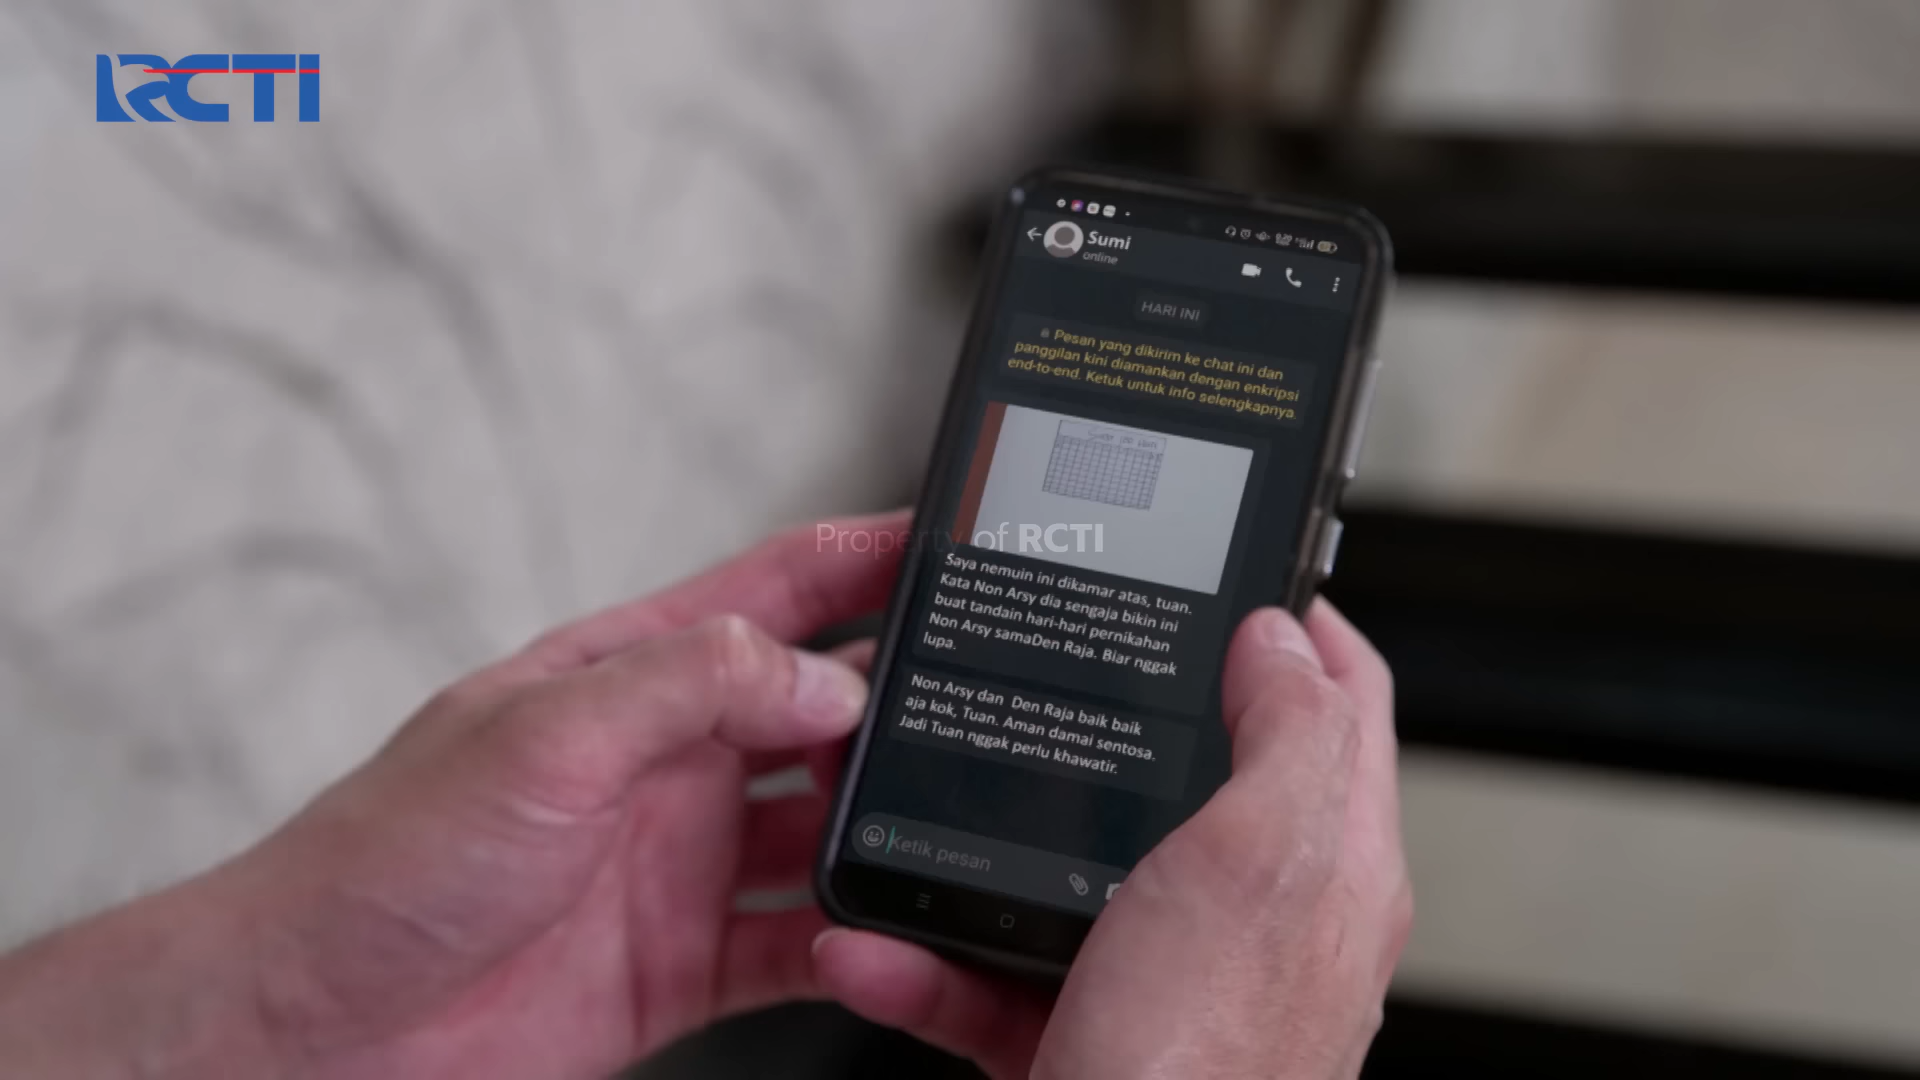 RCTI
Sumi
online
HARI INI
Pesan yang dikirim ke chat ini dan
panggilan kini diamankan dengan enkripsi
end-to-end. Ketuk untuk info selengkapnya.
Property of RCTI
Saya nemuin ini dikamar atas, tuan.
Kata Non Arsy dia sengaja bikin ini
buat tandain hari-hari pernikahan
Non Arsy samaDen Raja. Biar nggak
lupa.
Non Arsy dan Den Raja baik baik
aja kok, Tuan. Aman damai sentosa.
Jadi Tuan nggak perlu khawatir.
Ketik pesan